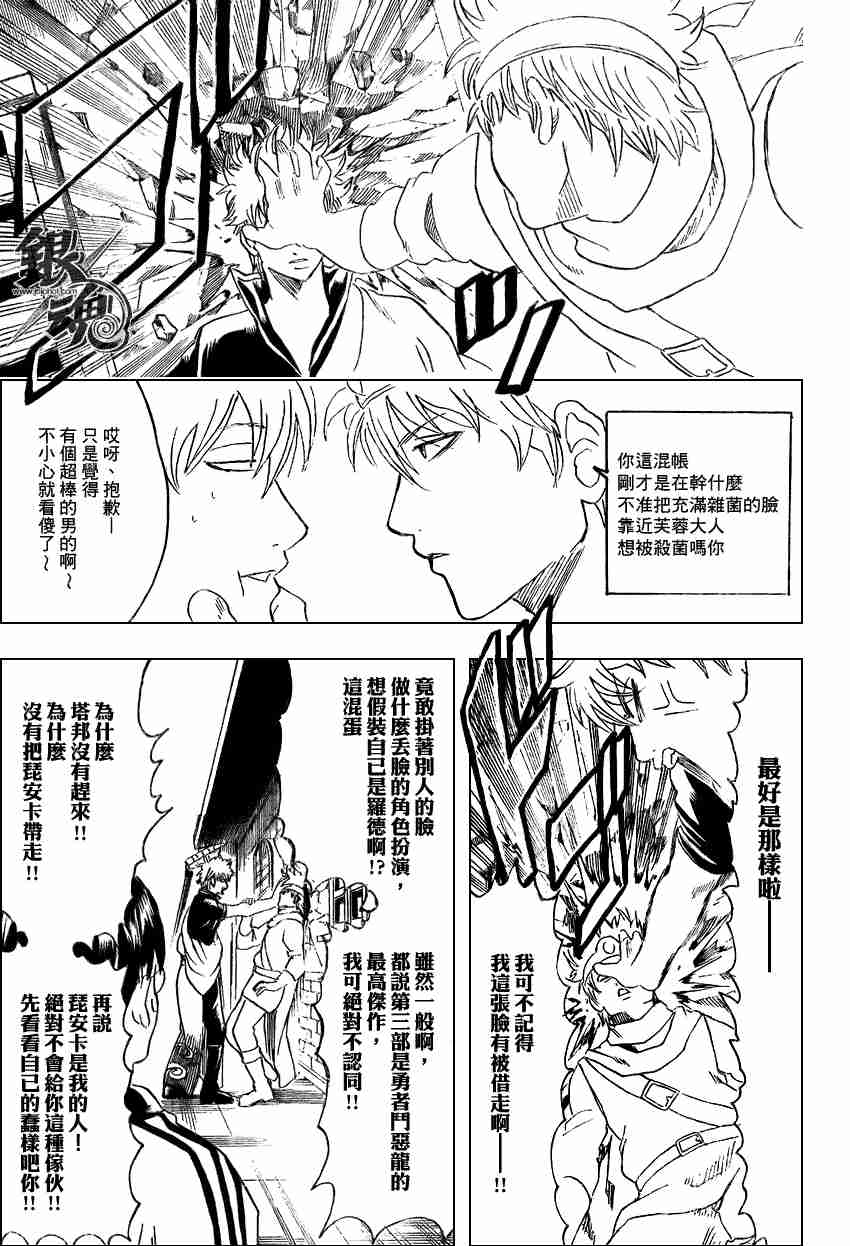 銀魂
www.jojohot.com
你這混帳
剛才是在幹什麼
不准把充滿雜菌的臉
靠近芙蓉大人
想被殺菌嗎你
哎呀、抱歉—
只是覺得
有個超棒的男的啊～
不小心就看傻了～
最好是那樣啦——
我可不記得
我這張臉有被借走啊——!!
竟敢掛著別人的臉
做什麼丟臉的角色扮演，
想假裝自己是羅德啊!?
這混蛋
雖然一般啊，
都說第三部是勇者鬥惡龍的
最高傑作，
我可絕對不認同!!
為什麼
塔邦沒有趕來!!
為什麼
沒有把琵安卡帶走!!
再說
琵安卡是我的人！
絕對不會給你這種傢伙!!
先看看自已的蠢樣吧你!!